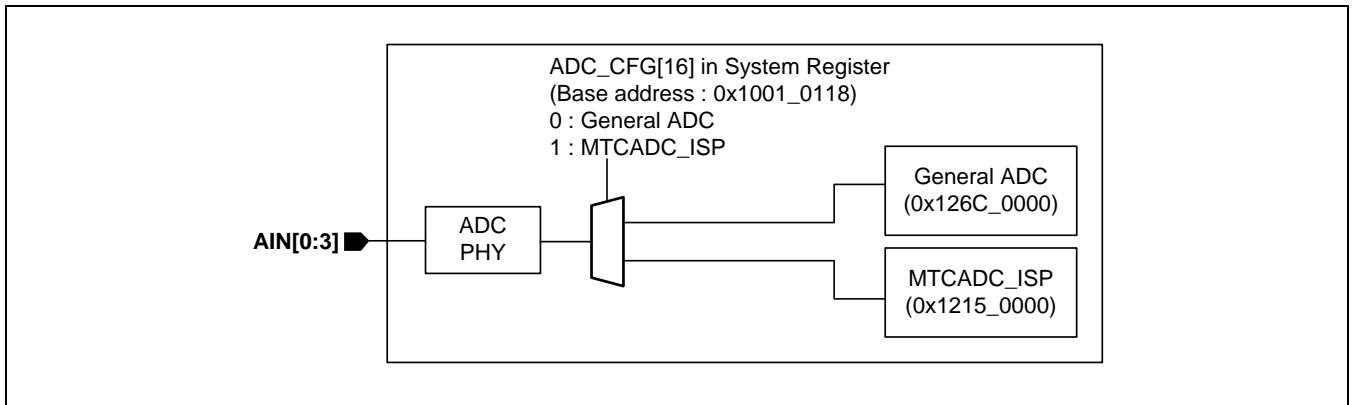 ADC_CFG[16] in System Register
(Base address : 0x1001_0118)
0 : General ADC
1 : MTCADC_ISP
General ADC
(0x126C_0000)
ADC
PHY
AIN[0:3]
MTCADC_ISP
(0x1215_0000)